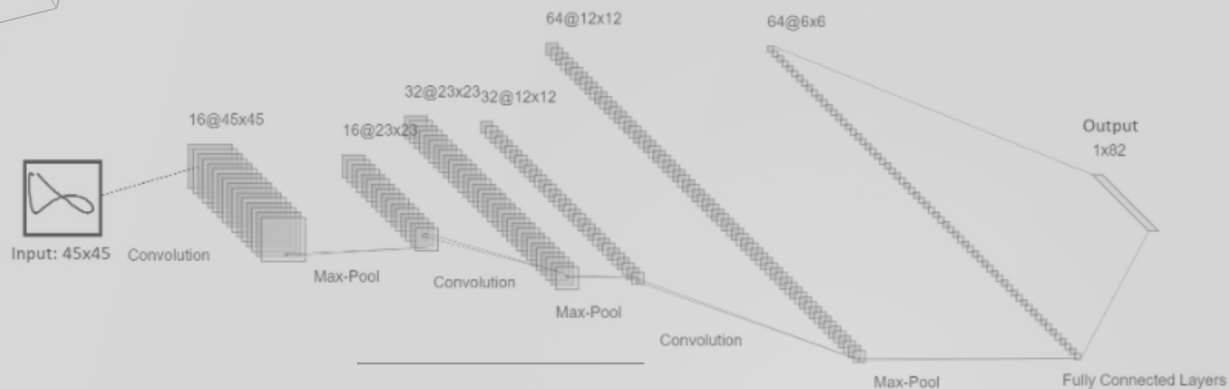 64@12x12
64@6x6
32@23x23
32@12x12
16@45x45
16@23x23
Output
1x82
Input: 45x45
Convolution
Max-Pool
Convolution
Max-Pool
Convolution
Max-Pool
Fully Connected Layers